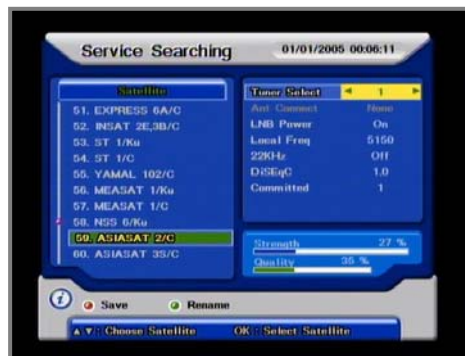 Service Searching
01/01/2005 00:06:11
Satellite
51. EXPRESS 6A/C
52. INSAT 2E,3B/C
53. ST 1/Ku
54. ST 1/C
55. YAMAL 102/C
56. MEASAT 1/Ku
57. MEASAT 1/C
58. NSS 6/Ku
59. ASIASAT 2/C
60. ASIASAT 3S/C
Tuner Select 1
Ant Connect None
LNB Power On
Local Freq 5150
22KHz Off
DiSEqC 1.0
Committed 1
Strength 27 %
Quality 35 %
Save Rename
▲▼: Choose Satellite OK : Select Satellite